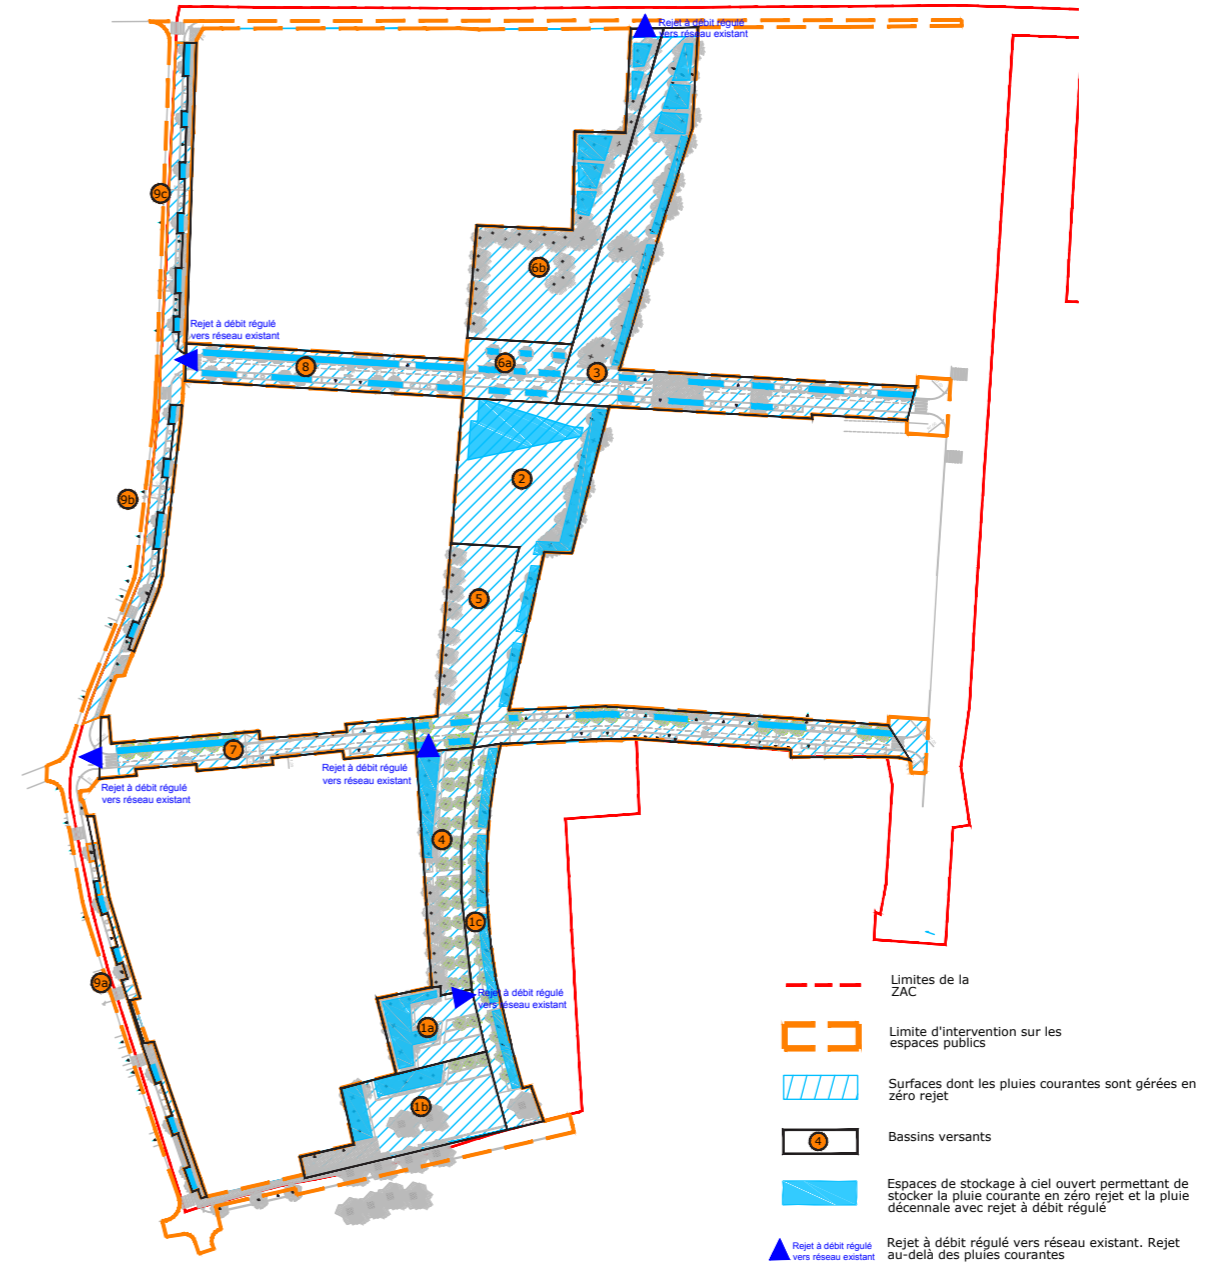 Rejet à débit régulé
vers réseau existant
9c
6b
Rejet à débit régulé
vers réseau existant
8
6a
3
2
9b
5
7
Rejet à débit régulé
vers réseau existant
Rejet à débit régulé
vers réseau existant
4
1c
9a
Rejet à débit régulé
vers réseau existant
1a
1b
Limites de la
ZAC
Limite d'intervention sur les
espaces publics
Surfaces dont les pluies courantes sont gérées en
zéro rejet
4
Bassins versants
Espaces de stockage à ciel ouvert permettant de
stocker la pluie courante en zéro rejet et la pluie
décennale avec rejet à débit régulé
Rejet à débit régulé
vers réseau existant
Rejet à débit régulé vers réseau existant. Rejet
au-delà des pluies courantes